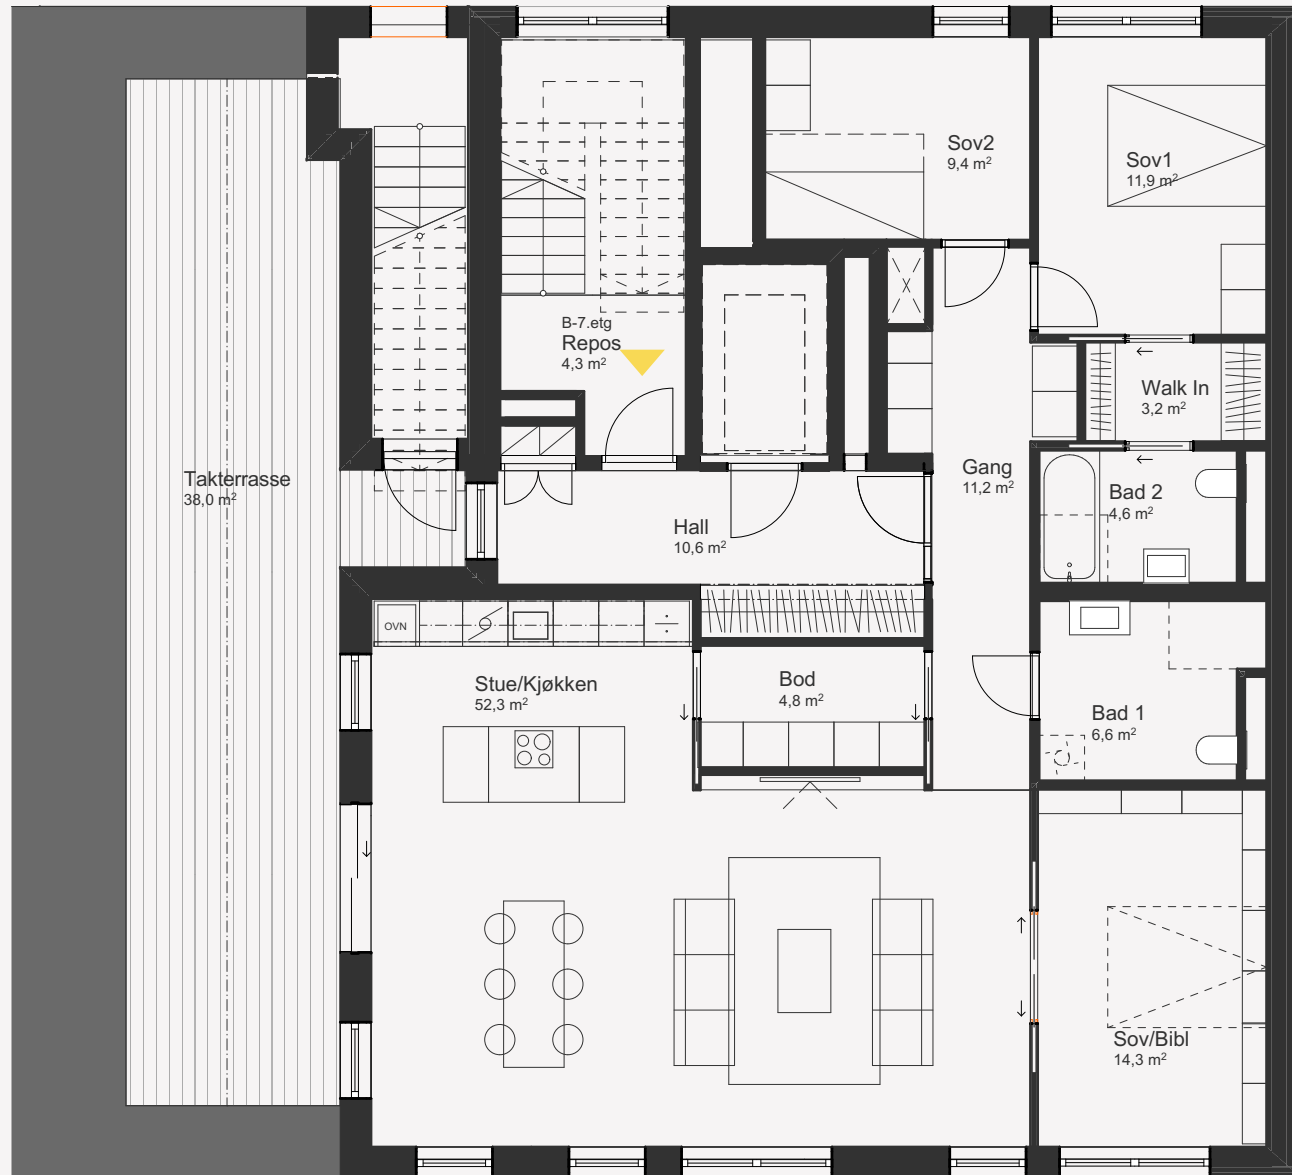 Sov2
9,4 m²
Sov1
11,9 m²
B-7.etg
Repos
4,3 m²
Walk In
3,2 m²
Takterrasse
38,0 m²
Gang
11,2 m²
Bad 2
4,6 m²
Hall
10,6 m²
OVN
Stue/Kjøkken
52,3 m²
Bod
4,8 m²
Bad 1
6,6 m²
Sov/Bibl
14,3 m²